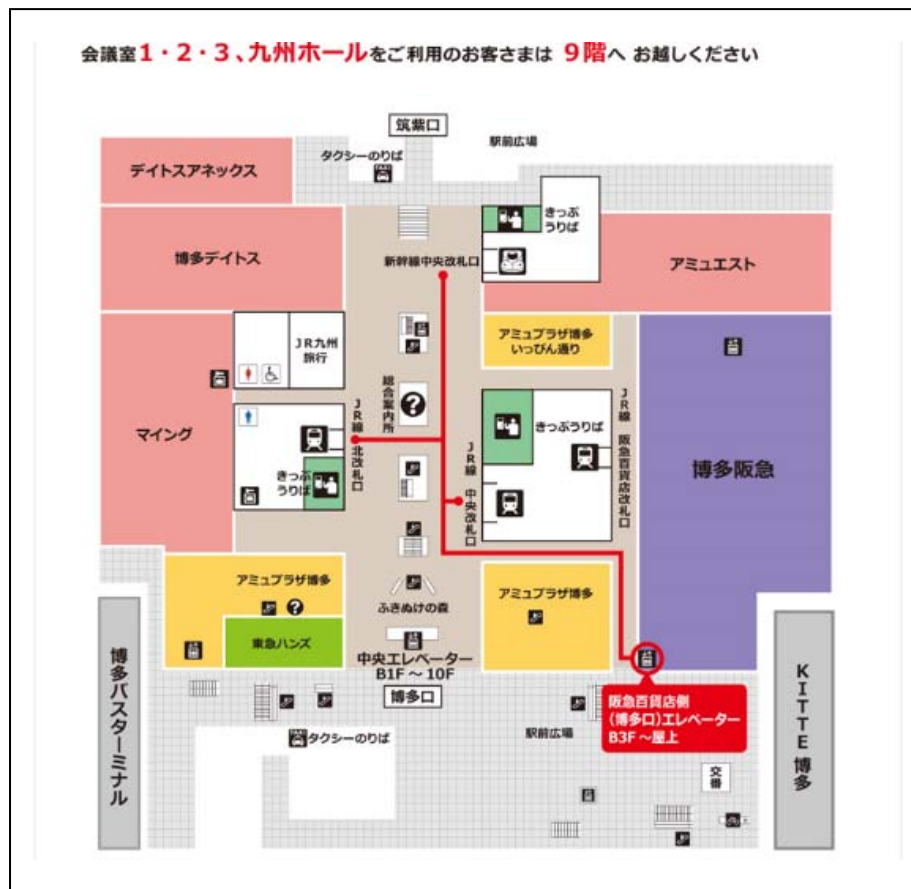 会議室1・2・3、九州ホールをご利用のお客さまは 9階へ お越しください
筑紫口
駅前広場
タクシーのりば
デイトスアネックス
きっぷ
うりば
博多デイトス
新幹線中央改札口
アミュエスト
アミュプラザ博多
いっぴん通り
JR九州
旅行
総合案内所
JR線 北改札口
マイング
きっぷ
うりば
JR線 中央改札口
きっぷうりば
JR線 阪急百貨店改札口
博多阪急
アミュプラザ博多
東急ハンズ
ふきぬけの森
中央エレベーター
B1F～10F
博多口
アミュプラザ博多
博多バスターミナル
KITTE 博多
阪急百貨店側
(博多口)エレベーター
B3F～屋上
タクシーのりば
駅前広場
交番